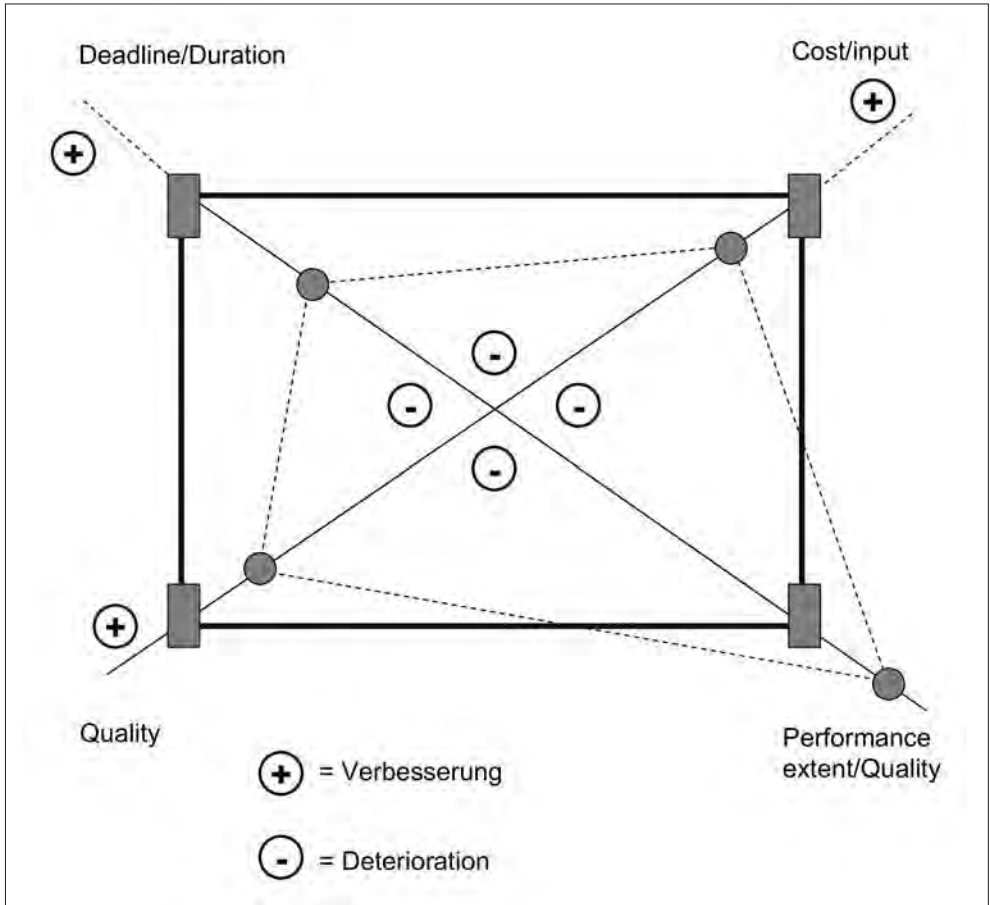 Deadline/Duration
Cost/input
+
+
-
-
-
-
+
Quality
Performance
extent/Quality
+ = Verbesserung
- = Deterioration